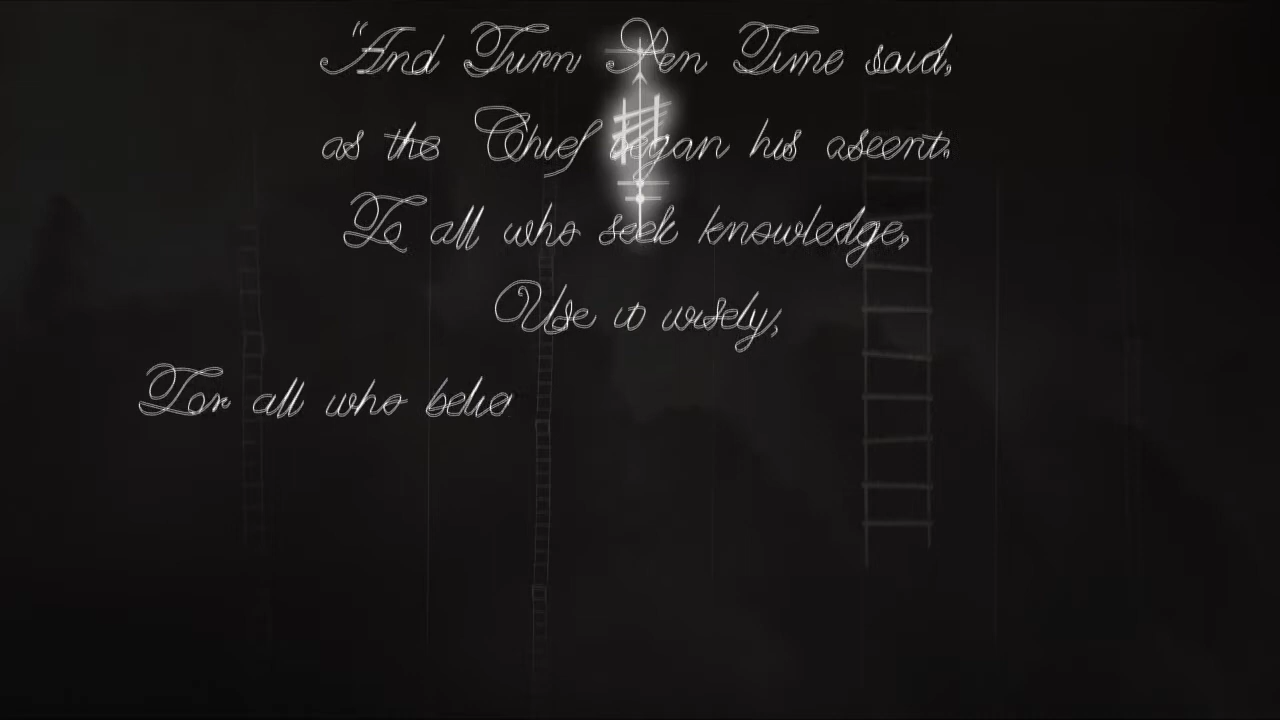 "And Turn Pen Time said,
as the Chief began his ascent.
To all who seek knowledge,
Use it wisely,
For all who belie